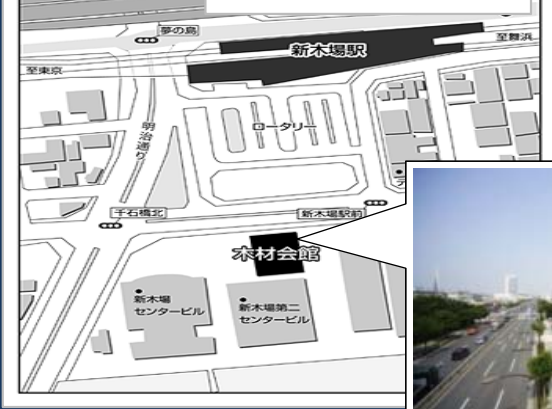 夢の島
新木場駅
至舞浜
至東京
ロータリー
明治通り
千石橋北
新木場駅前
木材会館
新木場
センタービル
新木場第二
センタービル